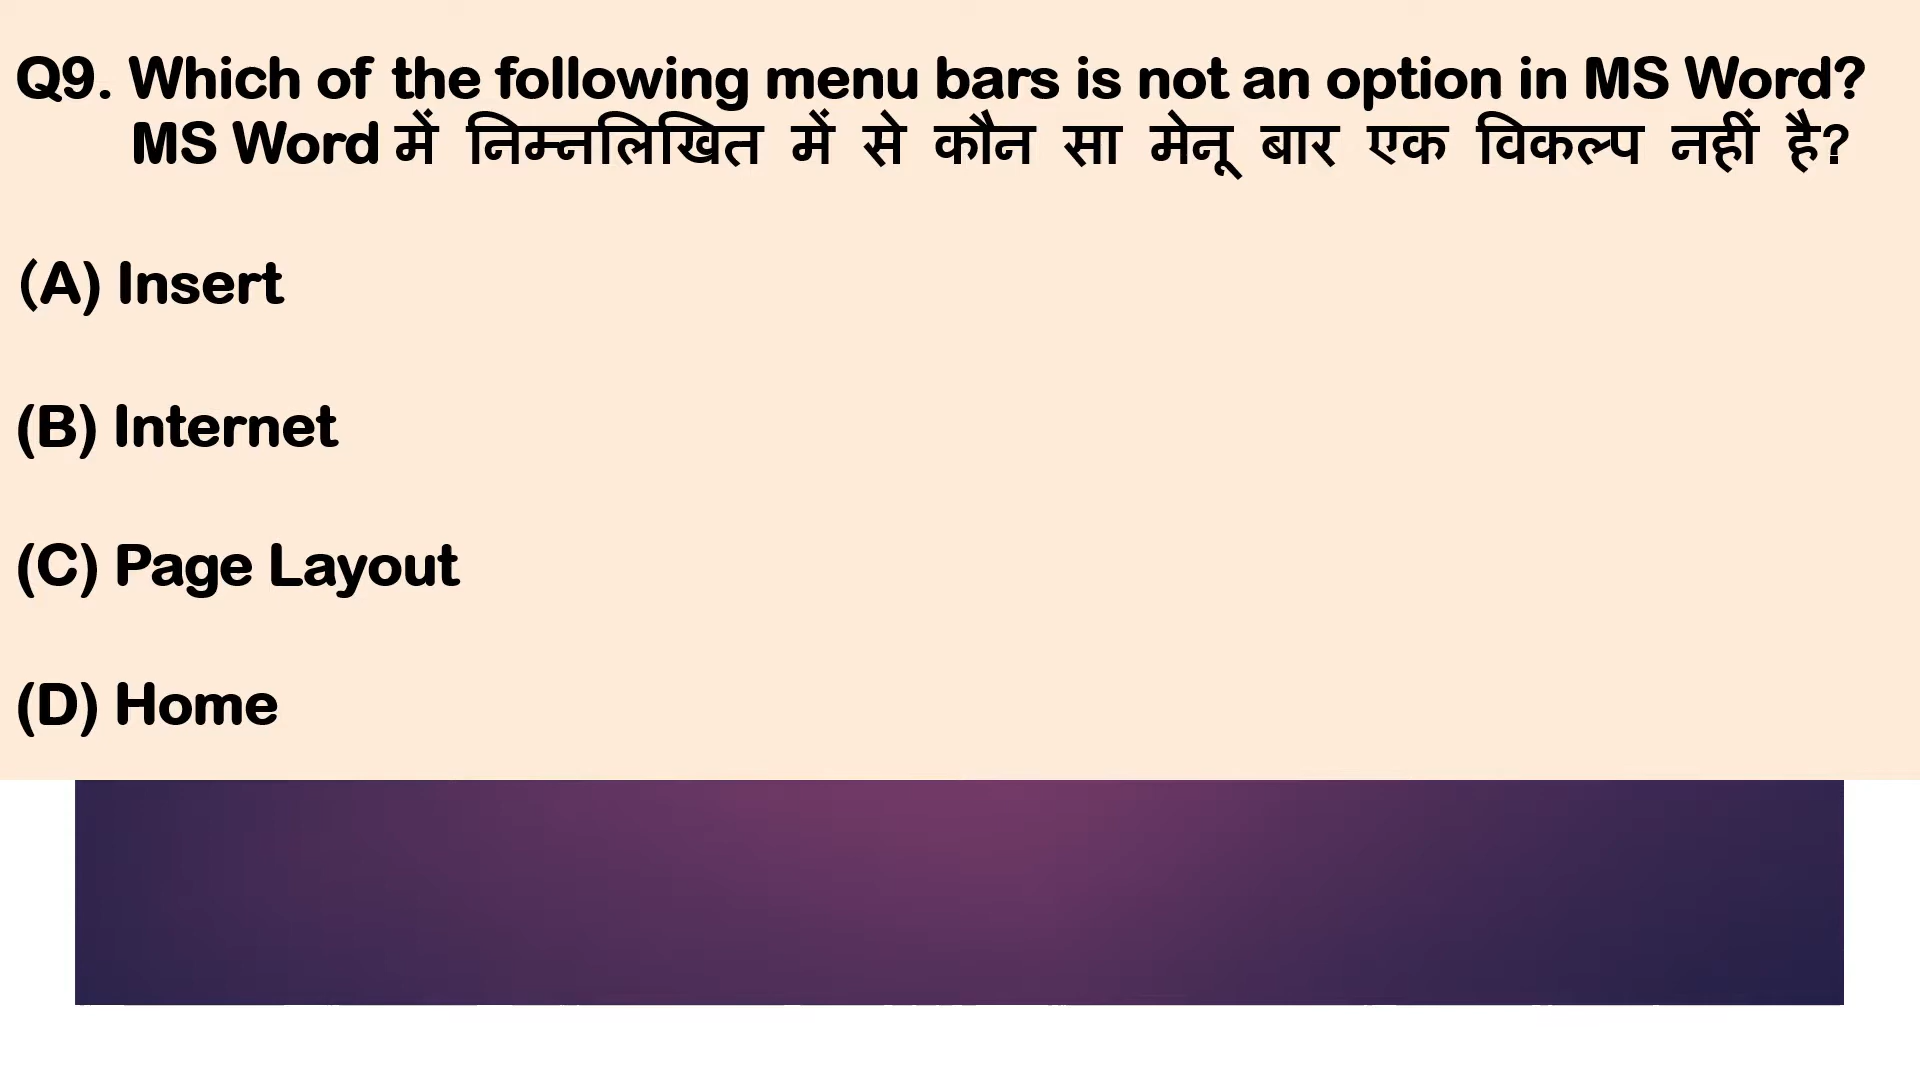 Q9. Which of the following menu bars is not an option in MS Word?
MS Word में निम्नलिखित में से कौन सा मेनू बार एक विकल्प नहीं है?
(A) Insert
(B) Internet
(C) Page Layout
(D) Home